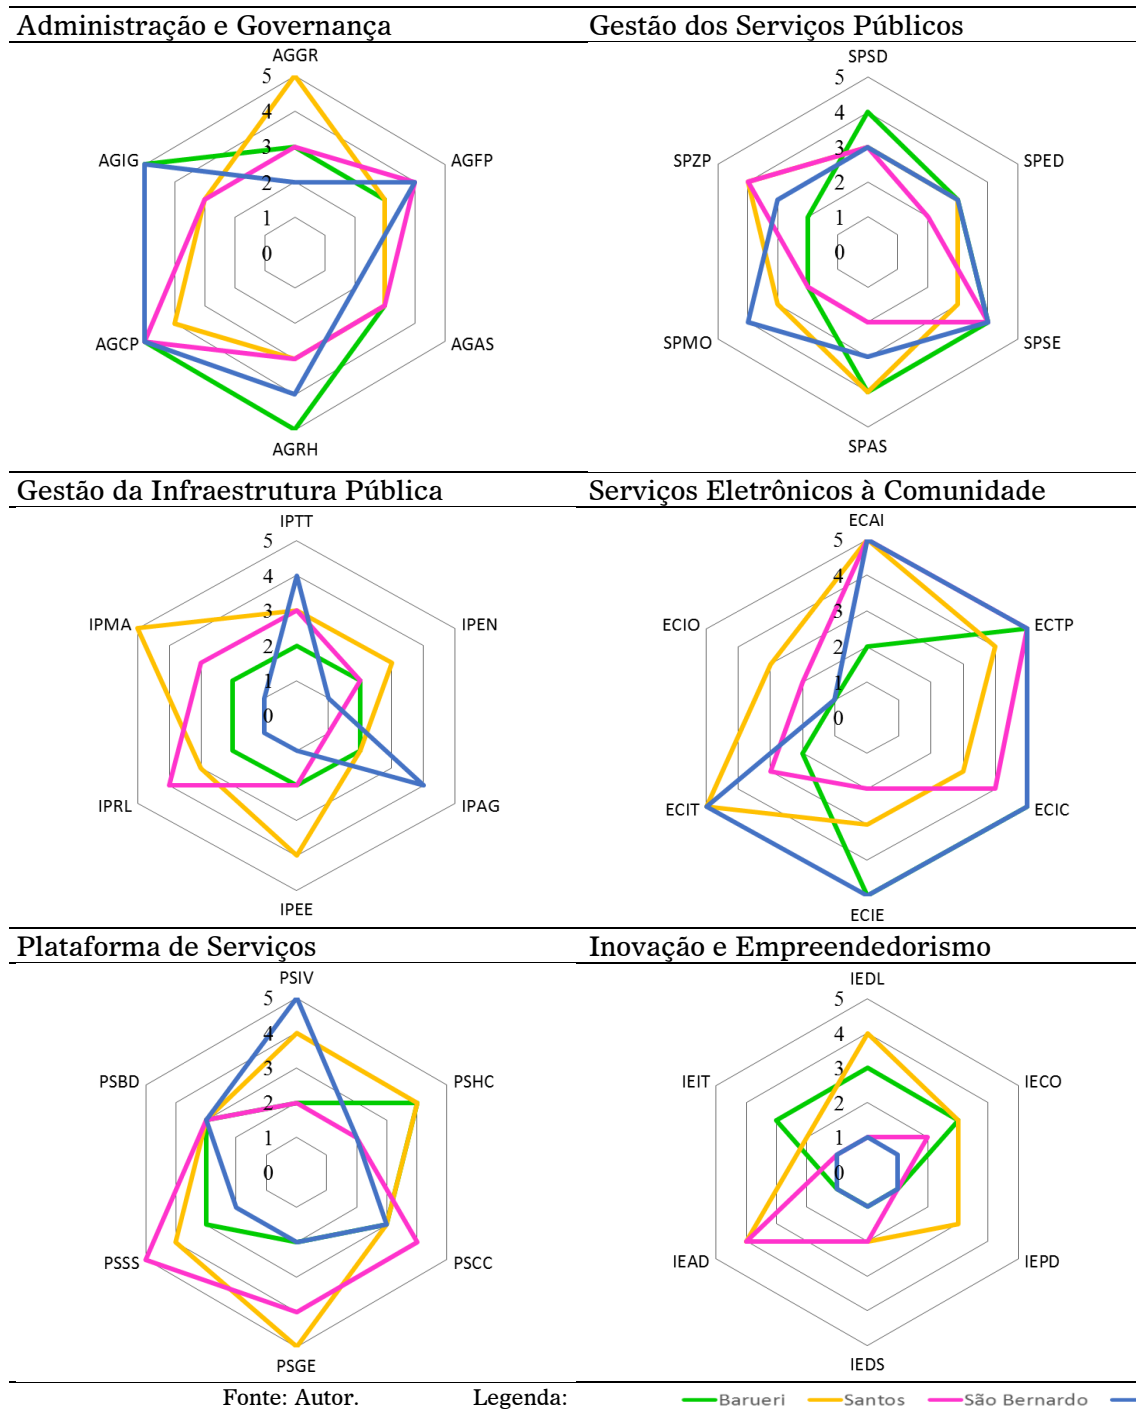 Administração e Governança
AGGR
5
4
3
2
1
0
AGFP
AGAS
AGRH
AGCP
AGIG
Gestão dos Serviços Públicos
SPSD
5
4
3
2
1
0
SPED
SPSE
SPAS
SPMO
SPZP
Gestão da Infraestrutura Pública
IPTT
5
4
3
2
1
0
IPEN
IPAG
IPEE
IPRL
IPMA
Serviços Eletrônicos à Comunidade
ECAI
5
4
3
2
1
0
ECTP
ECIC
ECIE
ECIT
ECIO
Plataforma de Serviços
PSIV
5
4
3
2
1
0
PSHC
PSCC
PSGE
PSSS
PSBD
Inovação e Empreendedorismo
IEDL
5
4
3
2
1
0
IECO
IEPD
IEDS
IEAD
IEIT
Fonte: Autor. Legenda: Barueri Santos São Bernardo